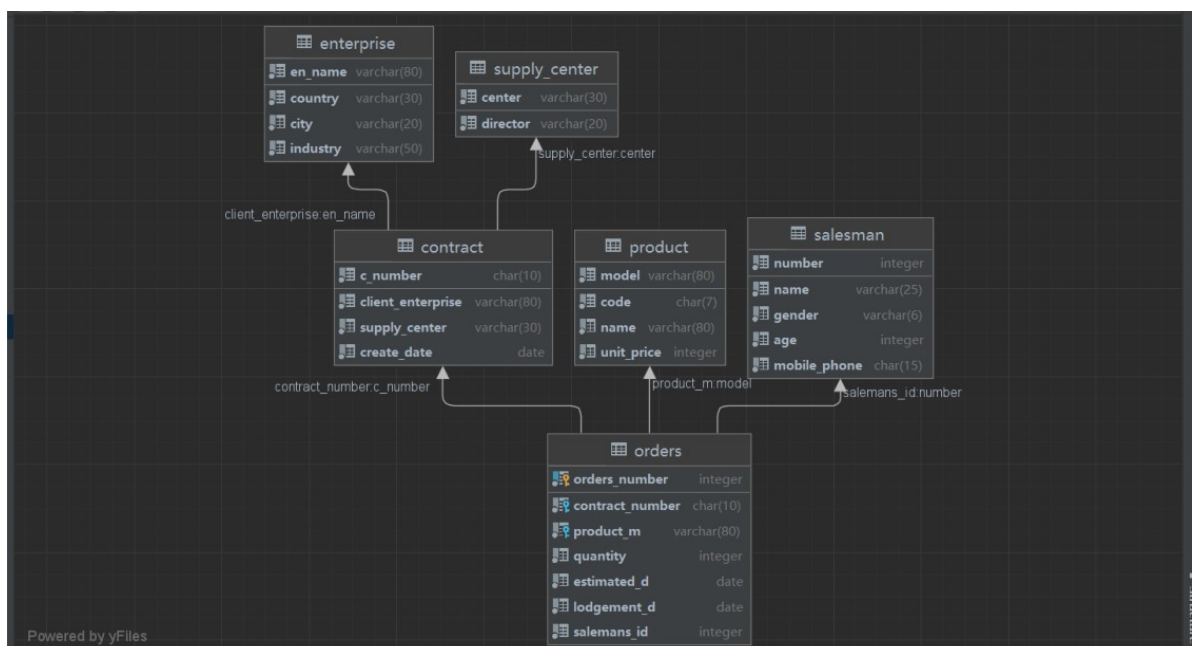 enterprise
en_name varchar(80)
country varchar(30)
city varchar(20)
industry varchar(50)
supply_center
center varchar(30)
director varchar(20)
supply_center:center
client_enterprise:en_name
contract
c_number char(10)
client_enterprise varchar(80)
supply_center varchar(30)
create_date date
product
model varchar(80)
code char(7)
name varchar(80)
unit_price integer
salesman
number integer
name varchar(25)
gender varchar(6)
age integer
mobile_phone char(15)
contract_number:c_number
product_m:model
salemans_id:number
orders
orders_number integer
contract_number char(10)
product_m varchar(80)
quantity integer
estimated_d date
lodgement_d date
salemans_id integer
Powered by yFiles